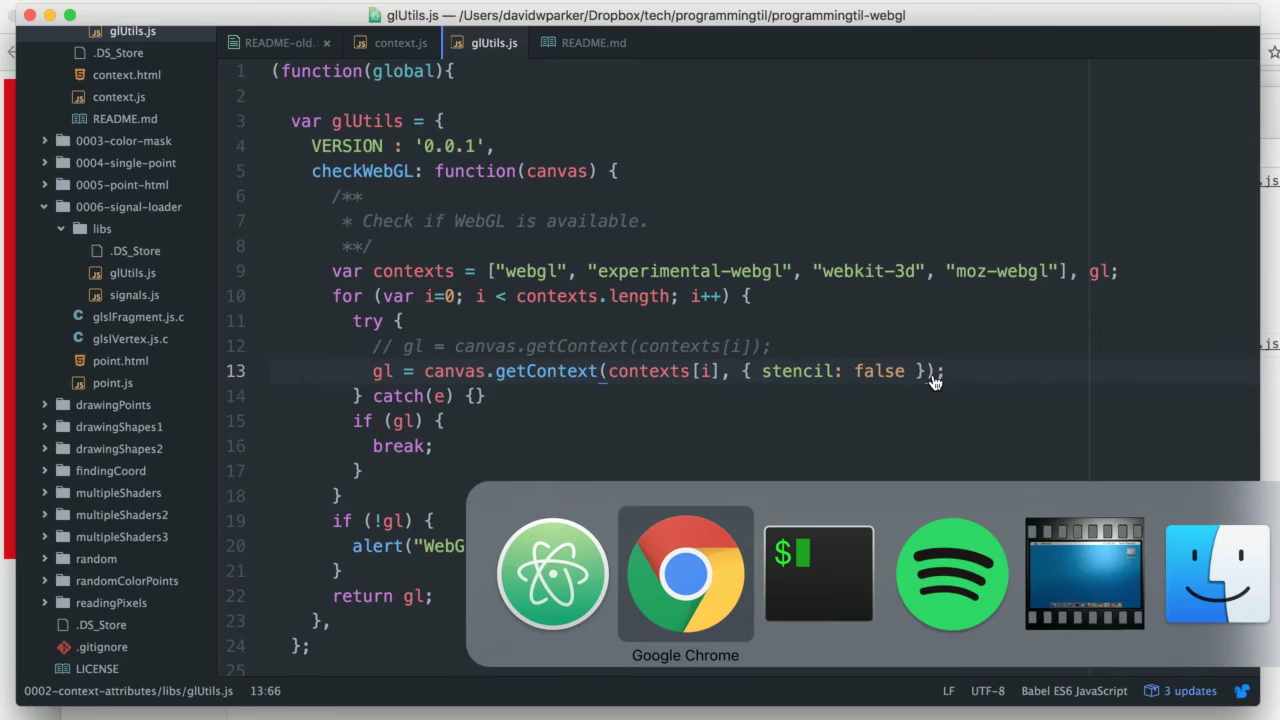 glUtils.js — /Users/davidwparker/Dropbox/tech/programmingtil/programmingtil-webgl
glUtils.js
.DS_Store
context.html
context.js
README.md
0003-color-mask
0004-single-point
0005-point-html
0006-signal-loader
libs
.DS_Store
glUtils.js
signals.js
glslFragment.js.c
glslVertex.js.c
point.html
point.js
drawingPoints
drawingShapes1
drawingShapes2
findingCoord
multipleShaders
multipleShaders2
multipleShaders3
random
randomColorPoints
readingPixels
.DS_Store
.gitignore
LICENSE
README-old. × context.js glUtils.js README.md
1 (function(global){
2
3 var glUtils = {
4 VERSION : '0.0.1',
5 checkWebGL: function(canvas) {
6 /**
7 * Check if WebGL is available.
8 **/
9 var contexts = ["webgl", "experimental-webgl", "webkit-3d", "moz-webgl"], gl;
10 for (var i=0; i < contexts.length; i++) {
11 try {
12 // gl = canvas.getContext(contexts[i]);
13 gl = canvas.getContext(contexts[i], { stencil: false });
14 } catch(e) {}
15 if (gl) {
16 break;
17 }
18 }
19 if (!gl) {
20 alert("WebG
21 }
22 return gl;
23 },
24 };
25
.js
.js
$
Google Chrome
0002-context-attributes/libs/glUtils.js 13:66 LF UTF-8 Babel ES6 JavaScript 3 updates